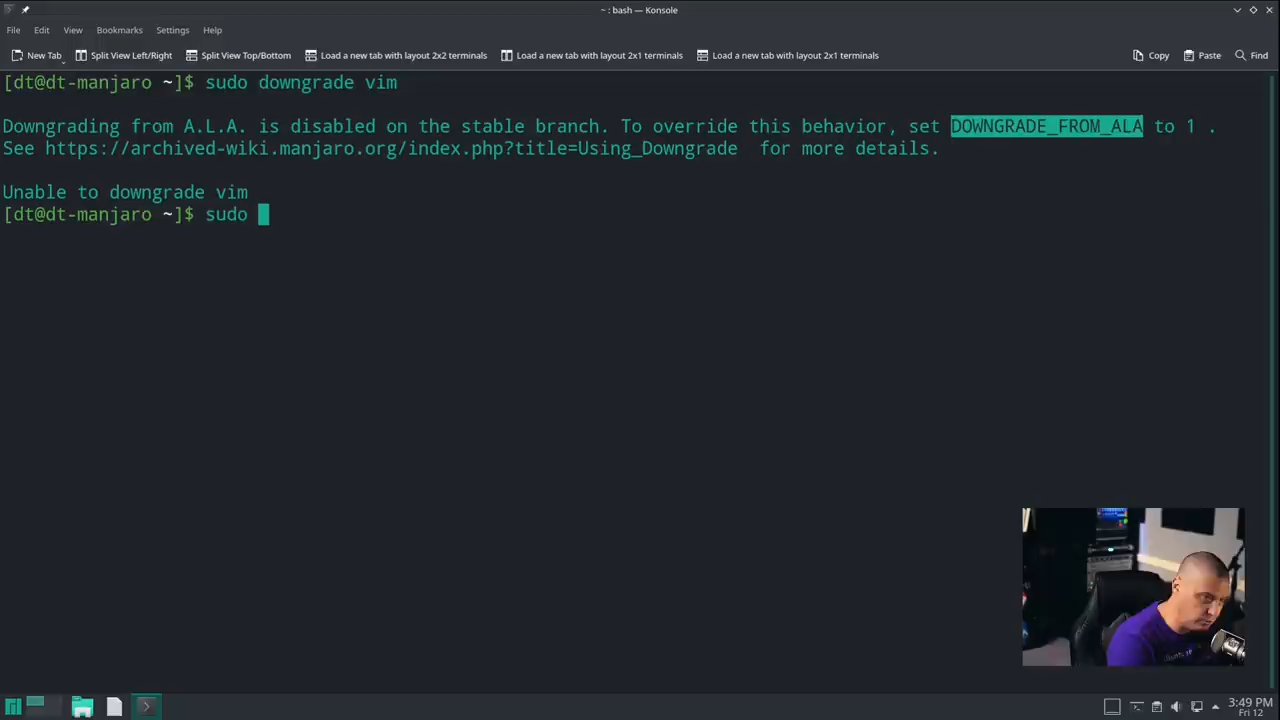 ~ : bash — Konsole
File Edit View Bookmarks Settings Help
New Tab Split View Left/Right Split View Top/Bottom Load a new tab with layout 2x2 terminals Load a new tab with layout 2x1 terminals Load a new tab with layout 2x1 terminals Copy Paste Find
[dt@dt-manjaro ~]$ sudo downgrade vim
Downgrading from A.L.A. is disabled on the stable branch. To override this behavior, set DOWNGRADE_FROM_ALA to 1 .
See https://archived-wiki.manjaro.org/index.php?title=Using_Downgrade  for more details.
Unable to downgrade vim
[dt@dt-manjaro ~]$ sudo
3:49 PM
Fri 12